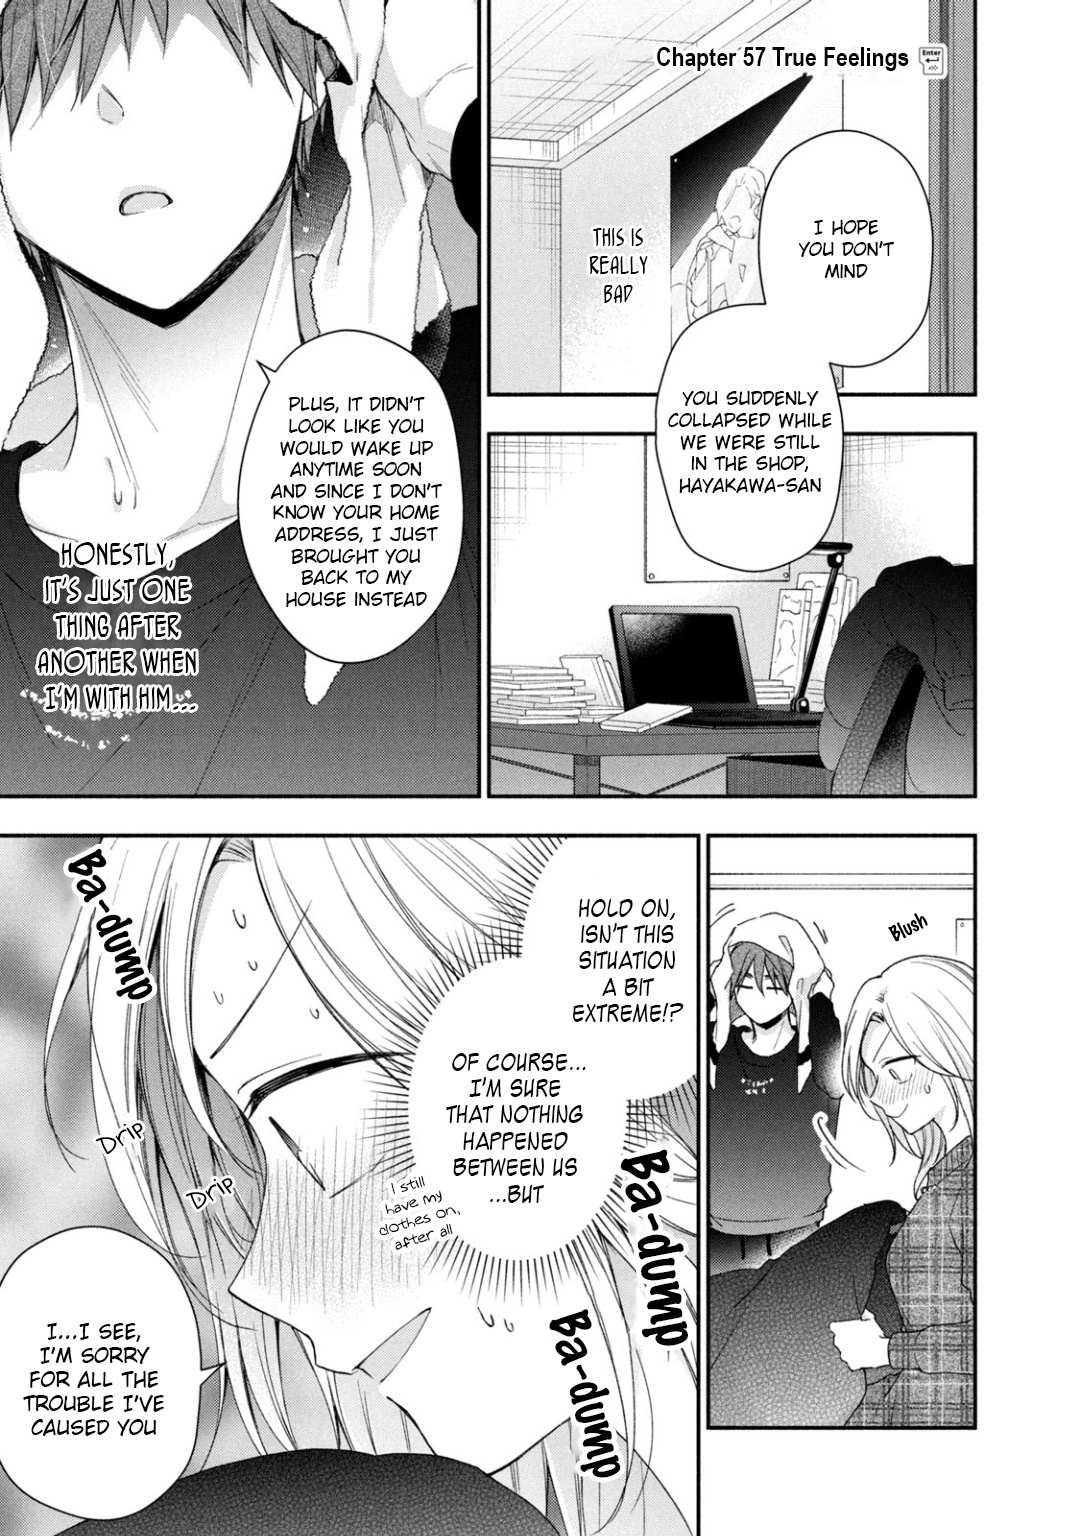 Chapter 57 True Feelings
Enter
I HOPE
YOU DON'T
MIND
THIS IS
REALLY
BAD
YOU SUDDENLY
COLLAPSED WHILE
WE WERE STILL
IN THE SHOP,
HAYAKAWA-SAN
PLUS, IT DIDN'T
LOOK LIKE YOU
WOULD WAKE UP
ANYTIME SOON
AND SINCE I DON'T
KNOW YOUR HOME
ADDRESS, I JUST
BROUGHT YOU
BACK TO MY
HOUSE INSTEAD
HONESTLY,
IT'S JUST ONE
THING AFTER
ANOTHER WHEN
I'M WITH HIM...
Blush
HOLD ON,
ISN'T THIS
SITUATION
A BIT
EXTREME!?
OF COURSE...
I'M SURE
THAT NOTHING
HAPPENED
BETWEEN US
...BUT
I still
have my
clothes on,
after all
Ba-dump
Ba-dump
Ba-dump
Drip
Drip
I...I SEE,
I'M SORRY
FOR ALL THE
TROUBLE I'VE
CAUSED YOU